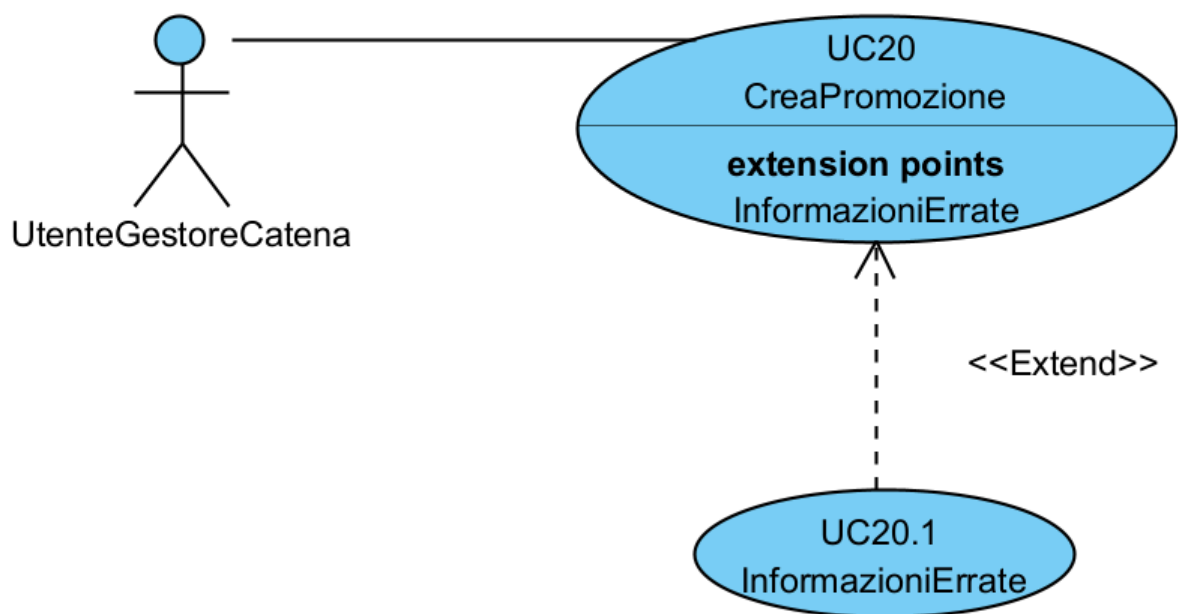 UC20
CreaPromozione
extension points
InformazioniErrate
UtenteGestoreCatena
<<Extend>>
UC20.1
InformazioniErrate